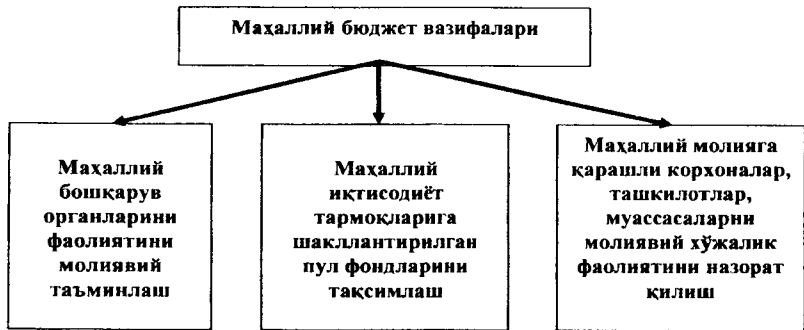 Маҳаллий бюджет вазифалари
Маҳаллий
бошқарув
органларини
фаолиятини
молиявий
таъминлаш
Маҳаллий
иқтисодиёт
тармоқларига
шакллантирилган
пул фондларини
тақсимлаш
Маҳаллий молияга
қарашли корхоналар,
ташкилотлар,
муассасаларни
молиявий хўжалик
фаолиятини назорат
қилиш